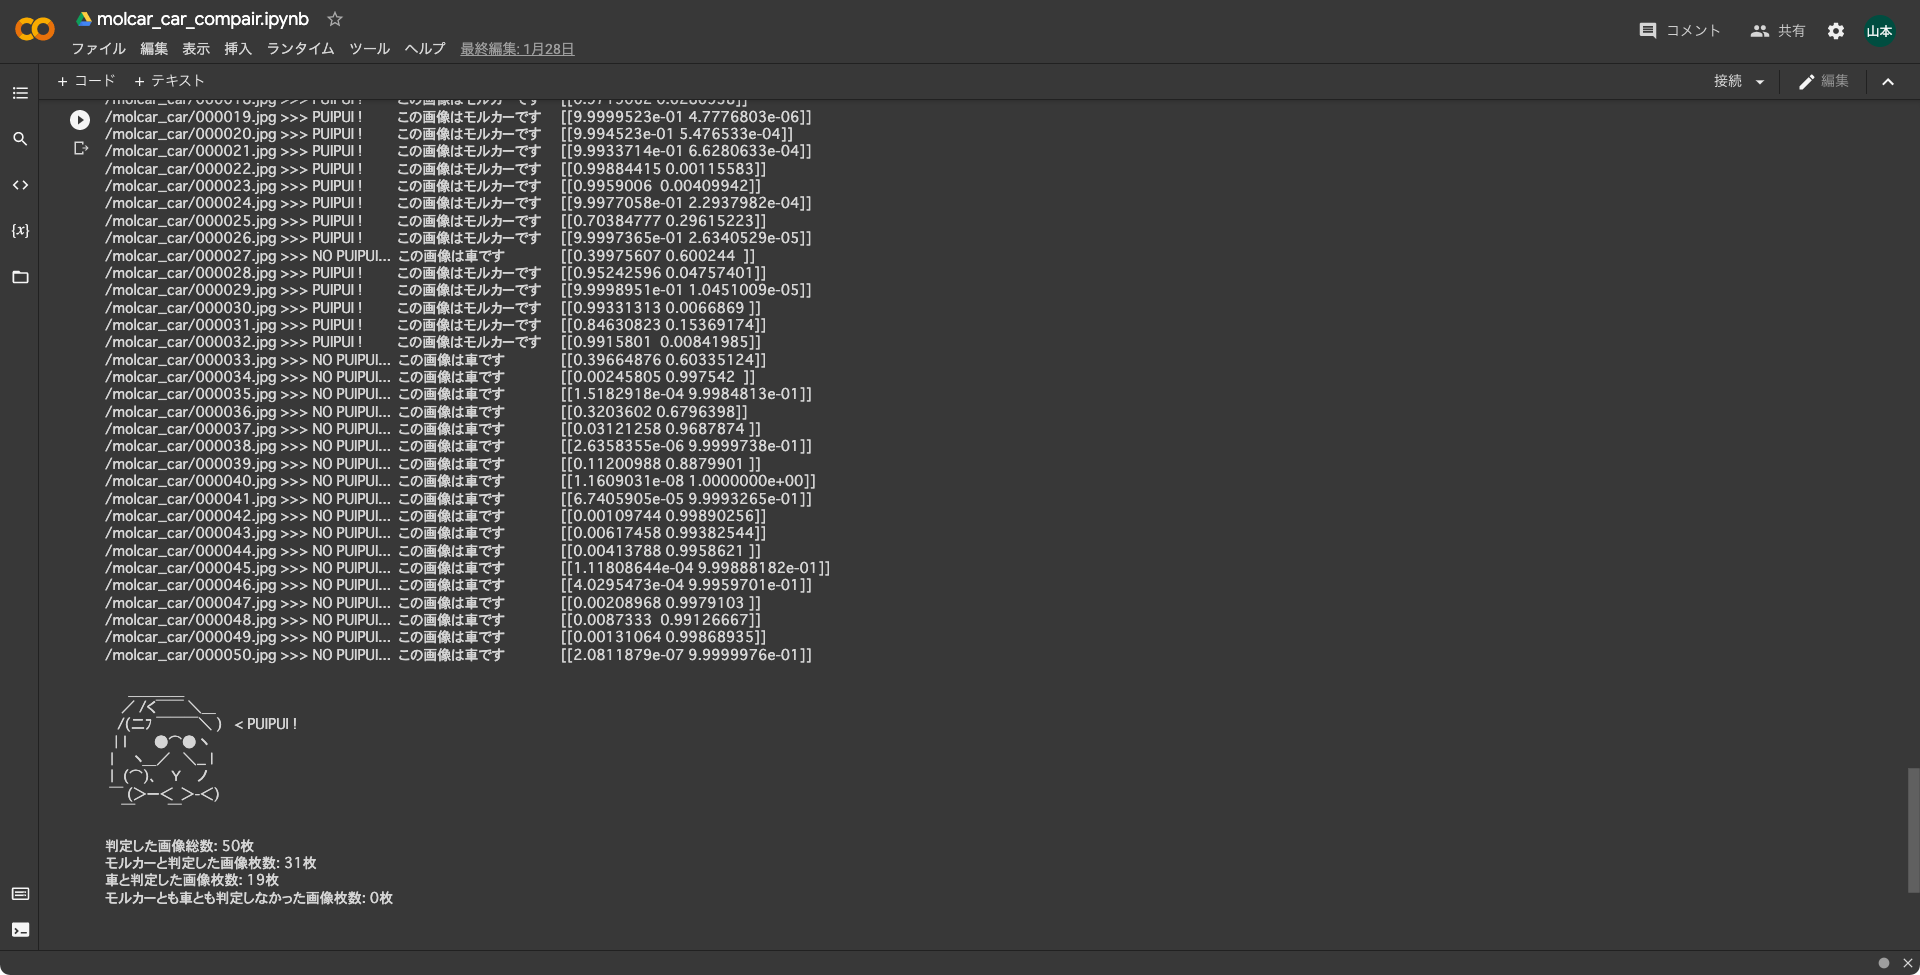 molcar_car_compair.ipynb
ファイル 編集 表示 挿入 ランタイム ツール ヘルプ 最終編集: 1月28日
コメント 共有 山本
+ コード + テキスト 接続 編集
/molcar_car/000018.jpg >>> PUIPUI ! この画像はモルカーです [[0.9713062 0.0286938]]
/molcar_car/000019.jpg >>> PUIPUI ! この画像はモルカーです [[9.9999523e-01 4.7776803e-06]]
/molcar_car/000020.jpg >>> PUIPUI ! この画像はモルカーです [[9.994523e-01 5.476533e-04]]
/molcar_car/000021.jpg >>> PUIPUI ! この画像はモルカーです [[9.9933714e-01 6.6280633e-04]]
/molcar_car/000022.jpg >>> PUIPUI ! この画像はモルカーです [[0.99884415 0.00115583]]
/molcar_car/000023.jpg >>> PUIPUI ! この画像はモルカーです [[0.9959006  0.00409942]]
/molcar_car/000024.jpg >>> PUIPUI ! この画像はモルカーです [[9.9977058e-01 2.2937982e-04]]
/molcar_car/000025.jpg >>> PUIPUI ! この画像はモルカーです [[0.70384777 0.29615223]]
/molcar_car/000026.jpg >>> PUIPUI ! この画像はモルカーです [[9.9997365e-01 2.6340529e-05]]
/molcar_car/000027.jpg >>> NO PUIPUI... この画像は車です [[0.39975607 0.600244  ]]
/molcar_car/000028.jpg >>> PUIPUI ! この画像はモルカーです [[0.95242596 0.04757401]]
/molcar_car/000029.jpg >>> PUIPUI ! この画像はモルカーです [[9.9998951e-01 1.0451009e-05]]
/molcar_car/000030.jpg >>> PUIPUI ! この画像はモルカーです [[0.99331313 0.0066869 ]]
/molcar_car/000031.jpg >>> PUIPUI ! この画像はモルカーです [[0.84630823 0.15369174]]
/molcar_car/000032.jpg >>> PUIPUI ! この画像はモルカーです [[0.9915801  0.00841985]]
/molcar_car/000033.jpg >>> NO PUIPUI... この画像は車です [[0.39664876 0.60335124]]
/molcar_car/000034.jpg >>> NO PUIPUI... この画像は車です [[0.00245805 0.997542  ]]
/molcar_car/000035.jpg >>> NO PUIPUI... この画像は車です [[1.5182918e-04 9.9984813e-01]]
/molcar_car/000036.jpg >>> NO PUIPUI... この画像は車です [[0.3203602 0.6796398]]
/molcar_car/000037.jpg >>> NO PUIPUI... この画像は車です [[0.03121258 0.9687874 ]]
/molcar_car/000038.jpg >>> NO PUIPUI... この画像は車です [[2.6358355e-06 9.9999738e-01]]
/molcar_car/000039.jpg >>> NO PUIPUI... この画像は車です [[0.11200988 0.8879901 ]]
/molcar_car/000040.jpg >>> NO PUIPUI... この画像は車です [[1.1609031e-08 1.0000000e+00]]
/molcar_car/000041.jpg >>> NO PUIPUI... この画像は車です [[6.7405905e-05 9.9993265e-01]]
/molcar_car/000042.jpg >>> NO PUIPUI... この画像は車です [[0.00109744 0.99890256]]
/molcar_car/000043.jpg >>> NO PUIPUI... この画像は車です [[0.00617458 0.99382544]]
/molcar_car/000044.jpg >>> NO PUIPUI... この画像は車です [[0.00413788 0.9958621 ]]
/molcar_car/000045.jpg >>> NO PUIPUI... この画像は車です [[1.11808644e-04 9.99888182e-01]]
/molcar_car/000046.jpg >>> NO PUIPUI... この画像は車です [[4.0295473e-04 9.9959701e-01]]
/molcar_car/000047.jpg >>> NO PUIPUI... この画像は車です [[0.00208968 0.9979103 ]]
/molcar_car/000048.jpg >>> NO PUIPUI... この画像は車です [[0.0087333  0.99126667]]
/molcar_car/000049.jpg >>> NO PUIPUI... この画像は車です [[0.00131064 0.99868935]]
/molcar_car/000050.jpg >>> NO PUIPUI... この画像は車です [[2.0811879e-07 9.9999976e-01]]
< PUIPUI !
判定した画像総数: 50枚
モルカーと判定した画像枚数: 31枚
車と判定した画像枚数: 19枚
モルカーとも車とも判定しなかった画像枚数: 0枚